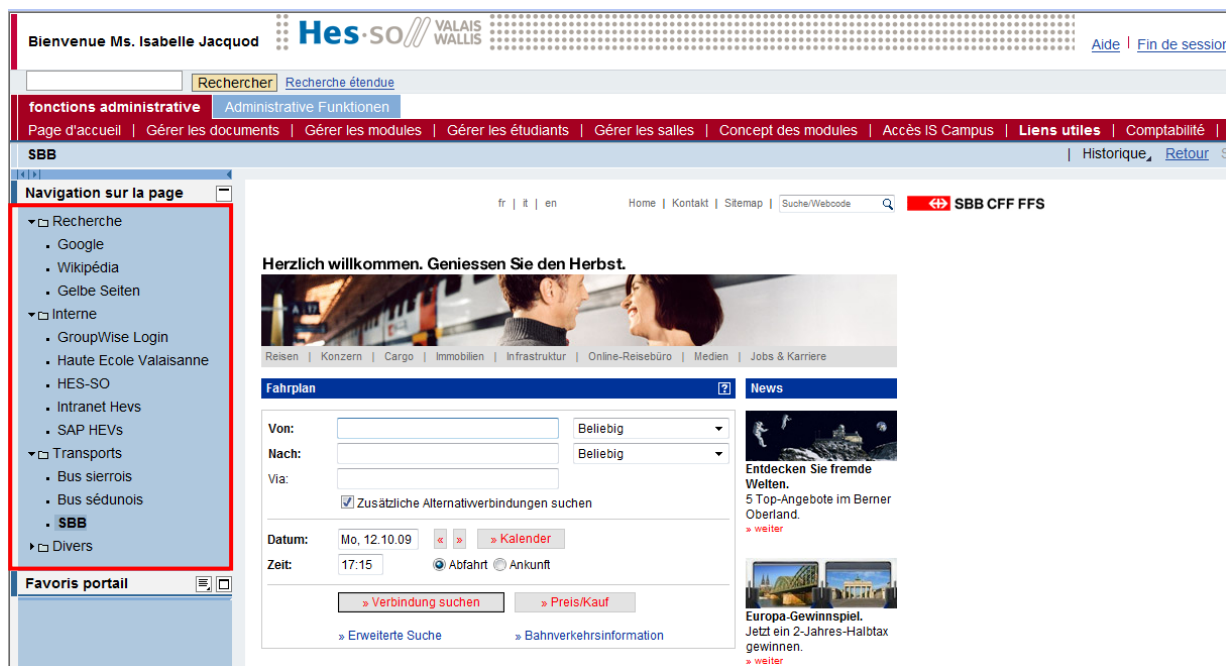 Bienvenue Ms. Isabelle Jacquod
Hes·so VALAIS WALLIS
Aide | Fin de session
Rechercher Recherche étendue
fonctions administrative Administrative Funktionen
Page d'accueil | Gérer les documents | Gérer les modules | Gérer les étudiants | Gérer les salles | Concept des modules | Accès IS Campus | Liens utiles | Comptabilité |
SBB | Historique Retour
Navigation sur la page
Recherche
Google
Wikipédia
Gelbe Seiten
Interne
GroupWise Login
Haute Ecole Valaisanne
HES-SO
Intranet Hevs
SAP HEVs
Transports
Bus sierrois
Bus sédunois
SBB
Divers
Favoris portail
fr | it | en Home | Kontakt | Sitemap | Suche/Webcode SBB CFF FFS
Herzlich willkommen. Geniessen Sie den Herbst.
Reisen | Konzern | Cargo | Immobilien | Infrastruktur | Online-Reisebüro | Medien | Jobs & Karriere
Fahrplan ?
Von: Beliebig
Nach: Beliebig
Via:
Zusätzliche Alternativverbindungen suchen
Datum: Mo, 12.10.09 « » » Kalender
Zeit: 17:15 Abfahrt Ankunft
» Verbindung suchen » Preis/Kauf
» Erweiterte Suche » Bahnverkehrsinformation
News
Entdecken Sie fremde
Welten.
5 Top-Angebote im Berner
Oberland.
» weiter
Europa-Gewinnspiel.
Jetzt ein 2-Jahres-Halbtax
gewinnen.
» weiter